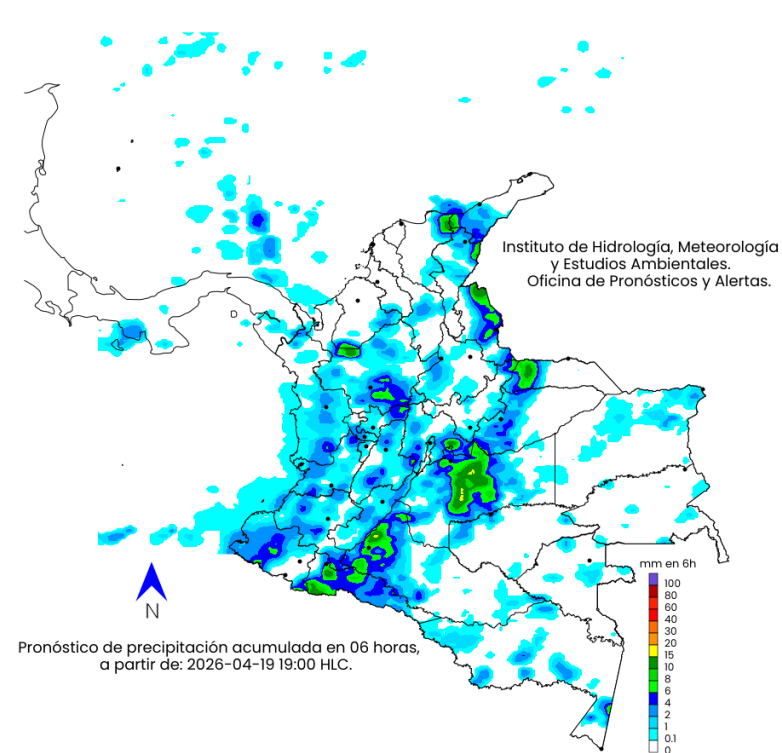 Instituto de Hidrología, Meteorología
y Estudios Ambientales.
Oficina de Pronósticos y Alertas.
mm en 6h
100
80
60
40
30
20
15
10
8
6
4
2
1
0.1
0
N
Pronóstico de precipitación acumulada en 06 horas,
a partir de: 2026-04-19 19:00 HLC.